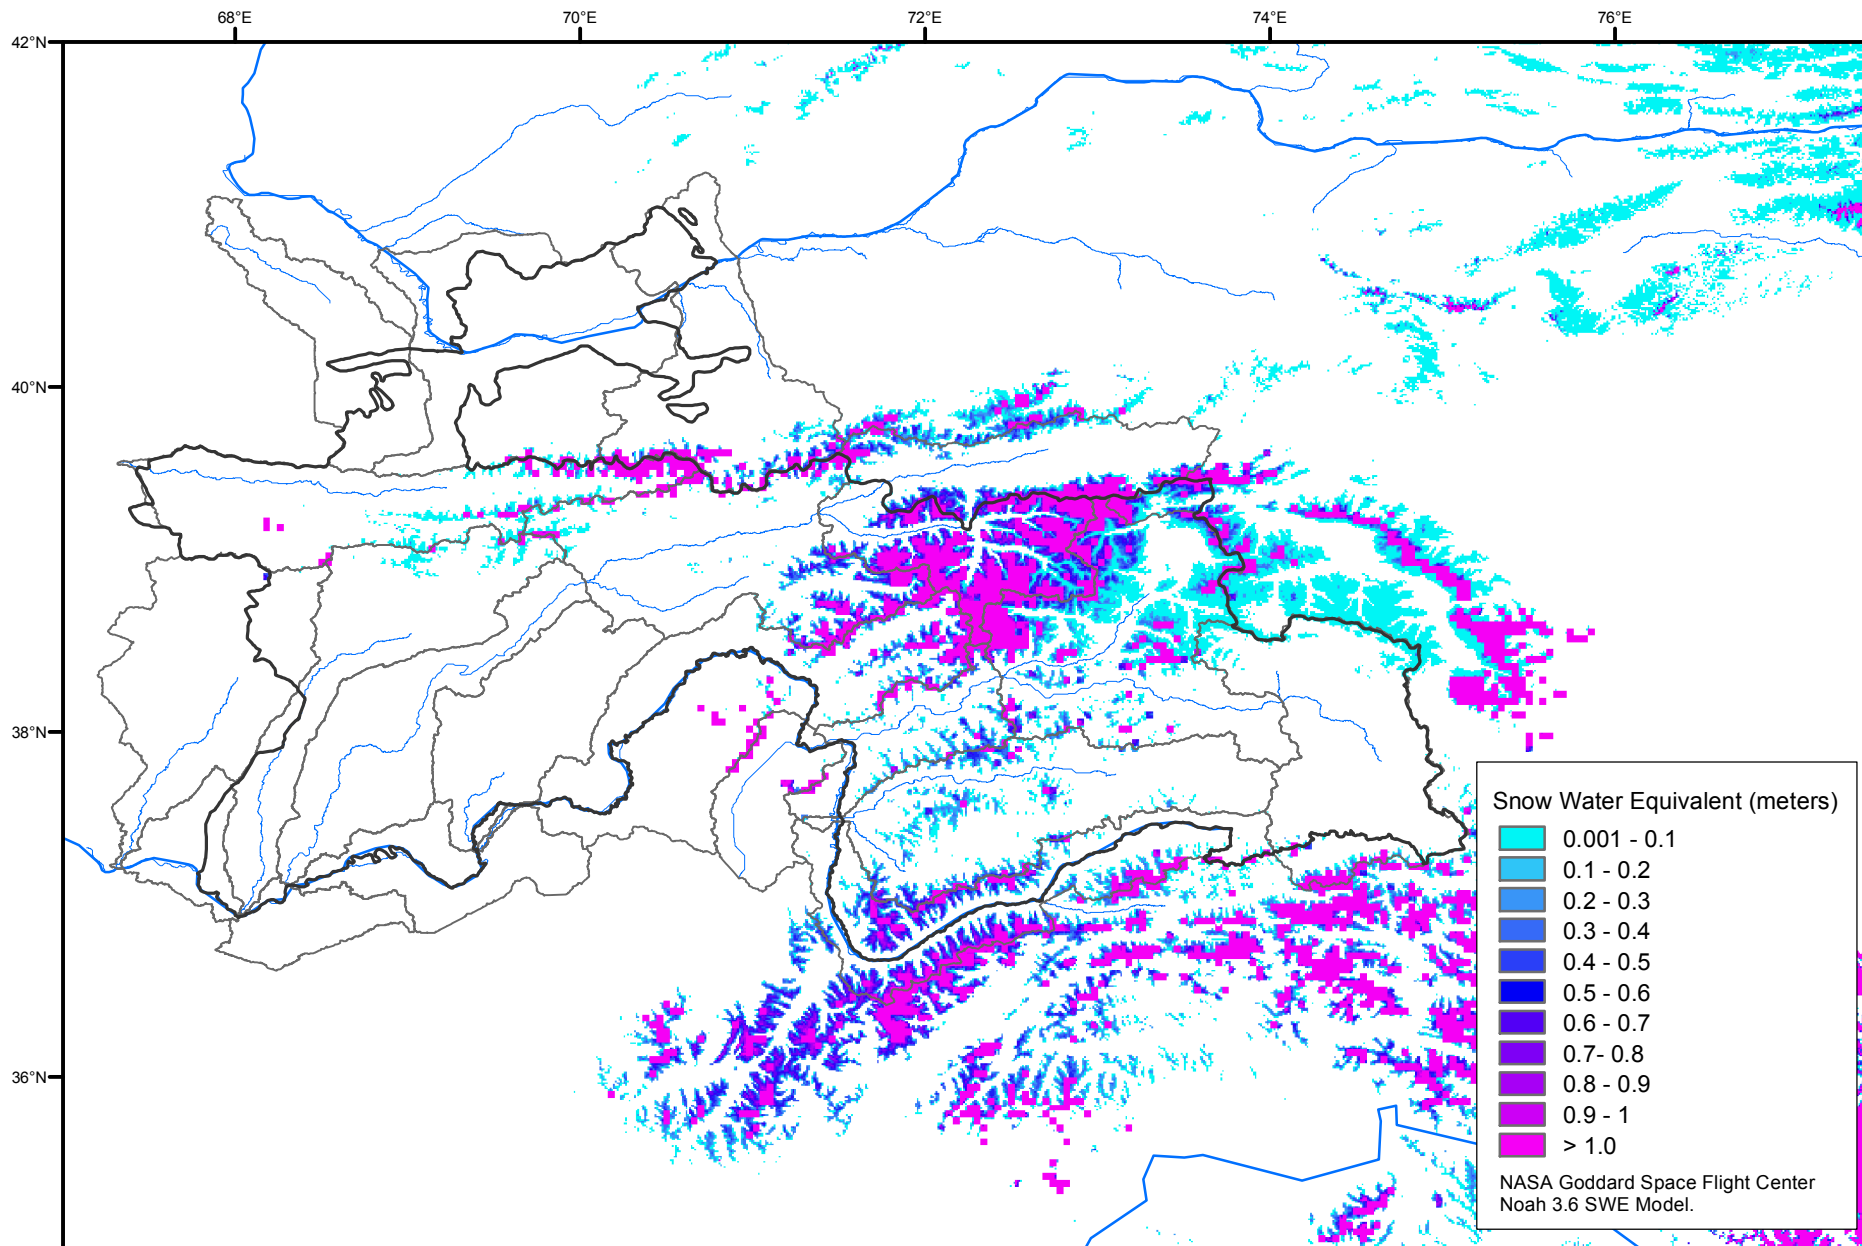 68°E
70°E
72°E
74°E
76°E
42°N
40°N
38°N
36°N
Snow Water Equivalent (meters)
0.001 - 0.1
0.1 - 0.2
0.2 - 0.3
0.3 - 0.4
0.4 - 0.5
0.5 - 0.6
0.6 - 0.7
0.7- 0.8
0.8 - 0.9
0.9 - 1
> 1.0
NASA Goddard Space Flight Center
Noah 3.6 SWE Model.